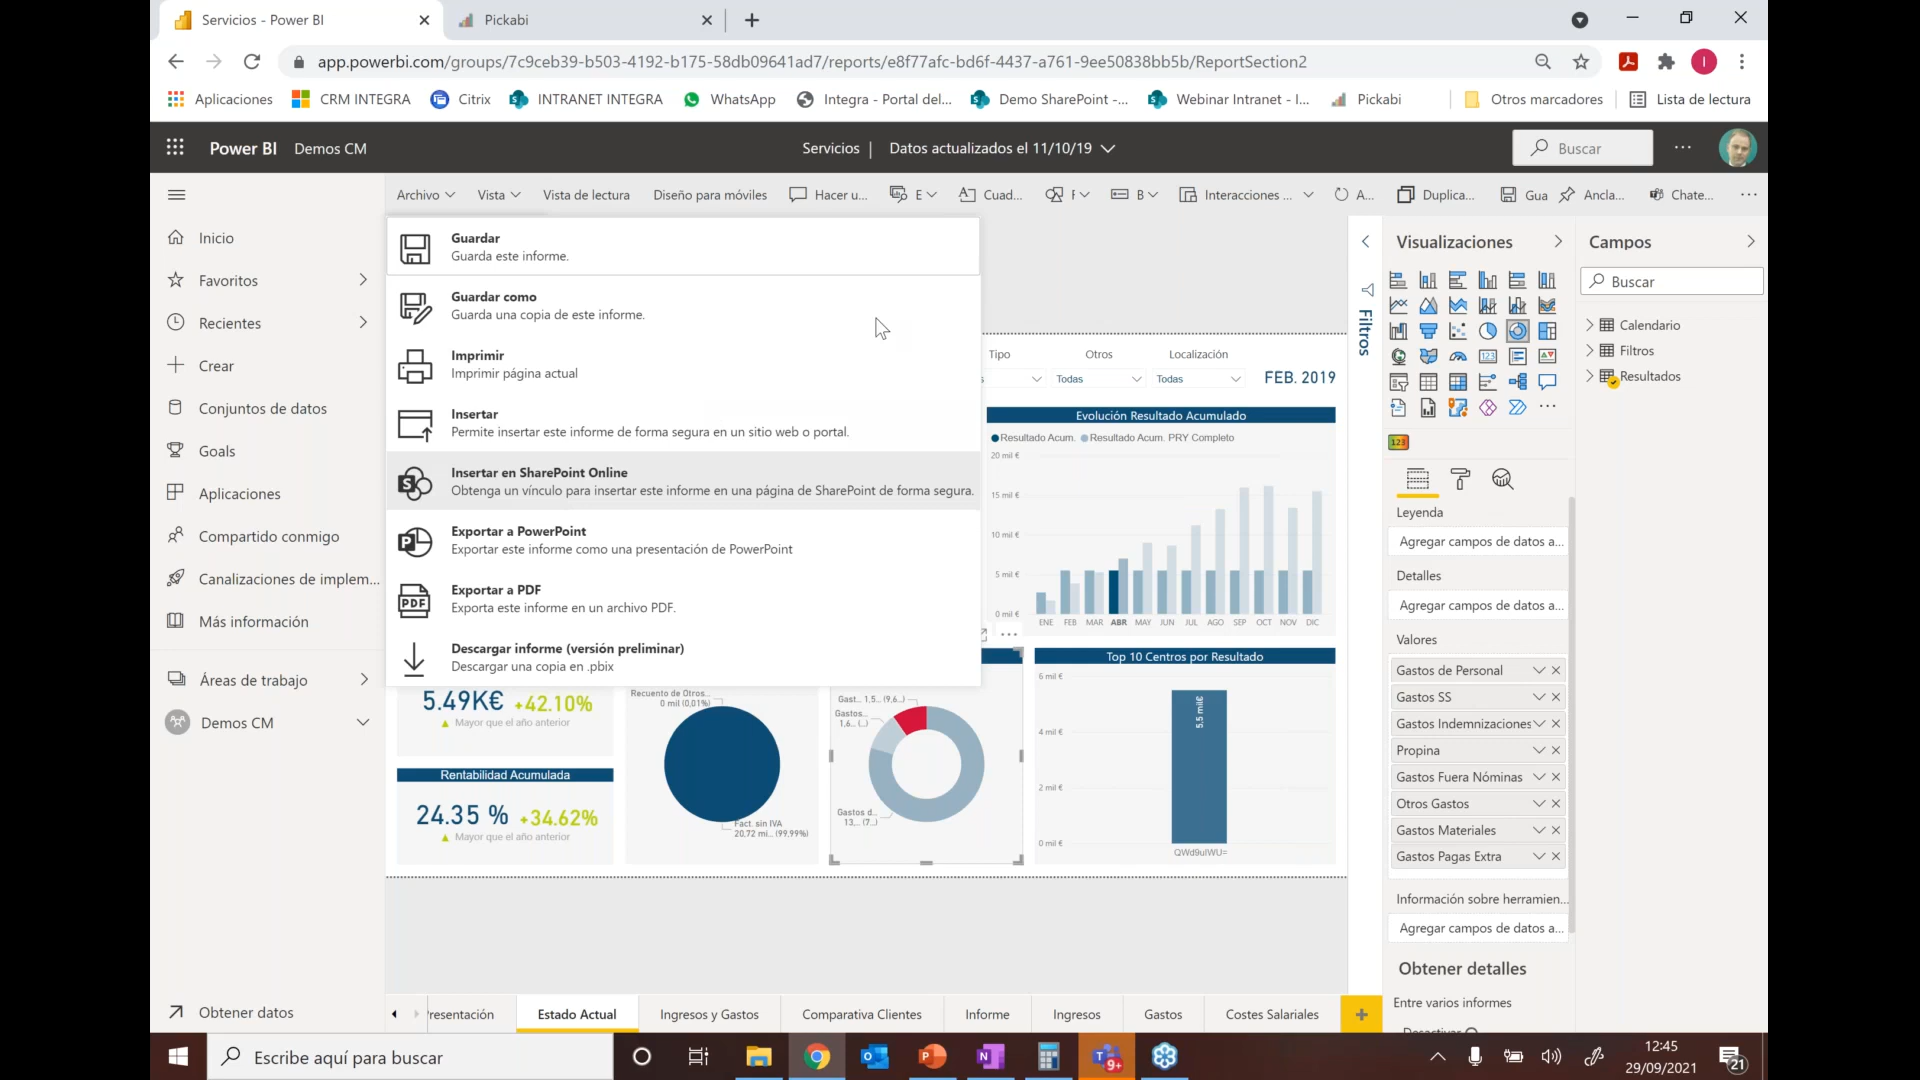 Servicios - Power BI
Pickabi
app.powerbi.com/groups/7c9ceb39-b503-4192-b175-58db09641ad7/reports/e8f77afc-bd6f-4437-a761-9ee50838bb5b/ReportSection2
Aplicaciones
CRM INTEGRA
Citrix
INTRANET INTEGRA
WhatsApp
Integra - Portal del...
Demo SharePoint -...
Webinar Intranet - I...
Pickabi
Otros marcadores
Lista de lectura
Power BI
Demos CM
Servicios |
Datos actualizados el 11/10/19
Buscar
Archivo
Vista
Vista de lectura
Diseño para móviles
Hacer u...
E
Cuad...
F
B
Interacciones ...
A...
Duplica...
Gua
Ancla...
Chate...
Inicio
Favoritos
Recientes
Crear
Conjuntos de datos
Goals
Aplicaciones
Compartido conmigo
Canalizaciones de implem...
Más información
Áreas de trabajo
Demos CM
Obtener datos
Guardar
Guarda este informe.
Guardar como
Guarda una copia de este informe.
Imprimir
Imprimir página actual
Insertar
Permite insertar este informe de forma segura en un sitio web o portal.
Insertar en SharePoint Online
Obtenga un vínculo para insertar este informe en una página de SharePoint de forma segura.
Exportar a PowerPoint
Exportar este informe como una presentación de PowerPoint
PDF
Exportar a PDF
Exporta este informe en un archivo PDF.
Descargar informe (versión preliminar)
Descargar una copia en .pbix
Tipo
Otros
Localización
s
Todas
Todas
FEB. 2019
Evolución Resultado Acumulado
Resultado Acum.
Resultado Acum. PRY Completo
20 mil €
15 mil €
10 mil €
5 mil €
0 mil €
ENE FEB MAR ABR MAY JUN JUL AGO SEP OCT NOV DIC
5.49K€ +42.10%
Mayor que el año anterior
Rentabilidad Acumulada
24.35 % +34.62%
Mayor que el año anterior
Recuento de Otros...
0 mil (0,01%)
Fact. sin IVA
20,72 mi... (99,99%)
Gast... 1,5... (9,6...)
Gastos...
1,6... (...)
Gastos d...
13,... (7...)
Top 10 Centros por Resultado
6 mil €
4 mil €
2 mil €
0 mil €
5.5 mil€
QWd9uIWU=
Filtros
Visualizaciones
123
Leyenda
Agregar campos de datos a...
Detalles
Agregar campos de datos a...
Valores
Gastos de Personal
Gastos SS
Gastos Indemnizaciones
Propina
Gastos Fuera Nóminas
Otros Gastos
Gastos Materiales
Gastos Pagas Extra
Información sobre herramien...
Agregar campos de datos a...
Obtener detalles
Entre varios informes
Campos
Buscar
Calendario
Filtros
Resultados
resentación
Estado Actual
Ingresos y Gastos
Comparativa Clientes
Informe
Ingresos
Gastos
Costes Salariales
Escribe aquí para buscar
9+
12:45
29/09/2021
21